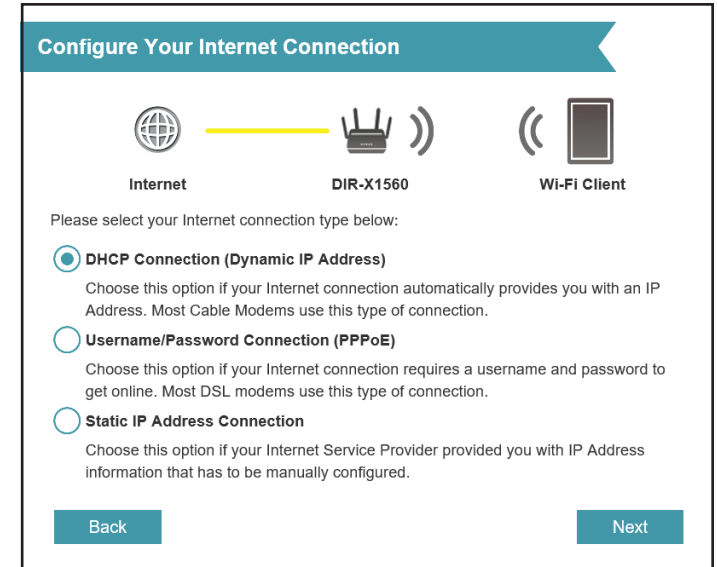 Configure Your Internet Connection
Internet
DIR-X1560
Wi-Fi Client
Please select your Internet connection type below:
DHCP Connection (Dynamic IP Address)
Choose this option if your Internet connection automatically provides you with an IP
Address. Most Cable Modems use this type of connection.
Username/Password Connection (PPPoE)
Choose this option if your Internet connection requires a username and password to
get online. Most DSL modems use this type of connection.
Static IP Address Connection
Choose this option if your Internet Service Provider provided you with IP Address
information that has to be manually configured.
Back
Next